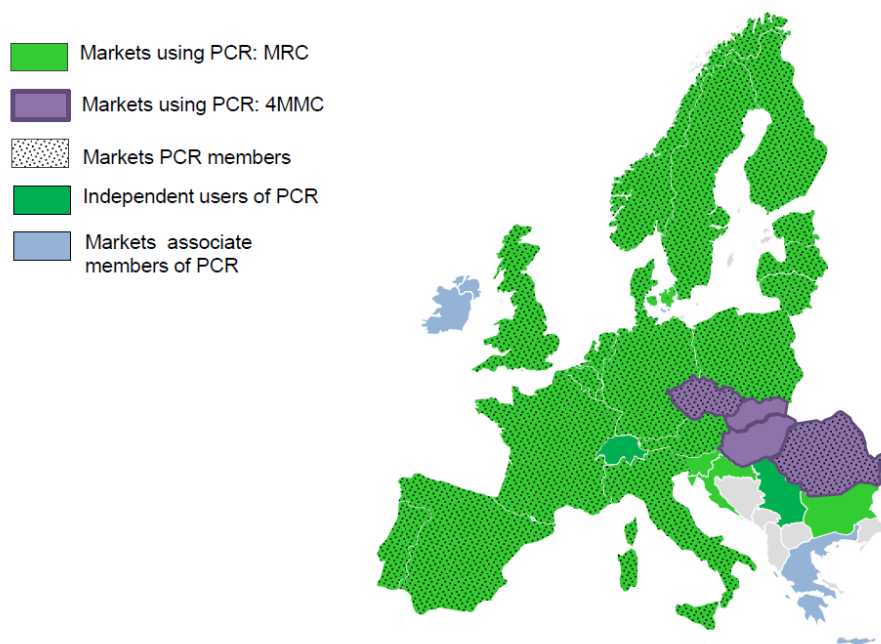 Markets using PCR: MRC
Markets using PCR: 4MMC
Markets PCR members
Independent users of PCR
Markets associate
members of PCR